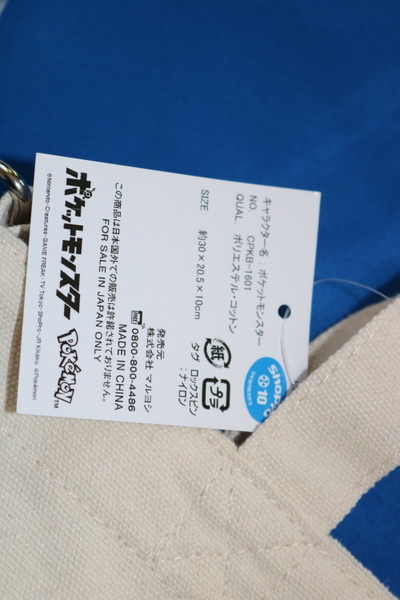 キャラクター名：ポケットモンスター
NO CPKB-1601
QUAL ポリエステル・コットン
SIZE 約30×20.5×10cm
紙
プラ
タグ ロックスピン
：ナイロン
発売元
株式会社 マルヨシ
0800-800-4486
MADE IN CHINA
この商品は日本国外での販売は許諾されておりません。
FOR SALE IN JAPAN ONLY
ポケットモンスター
POKÉMON™
©Nintendo･Creatures･GAME FREAK･TV Tokyo･ShoPro･JR Kikaku ©Pokémon
10